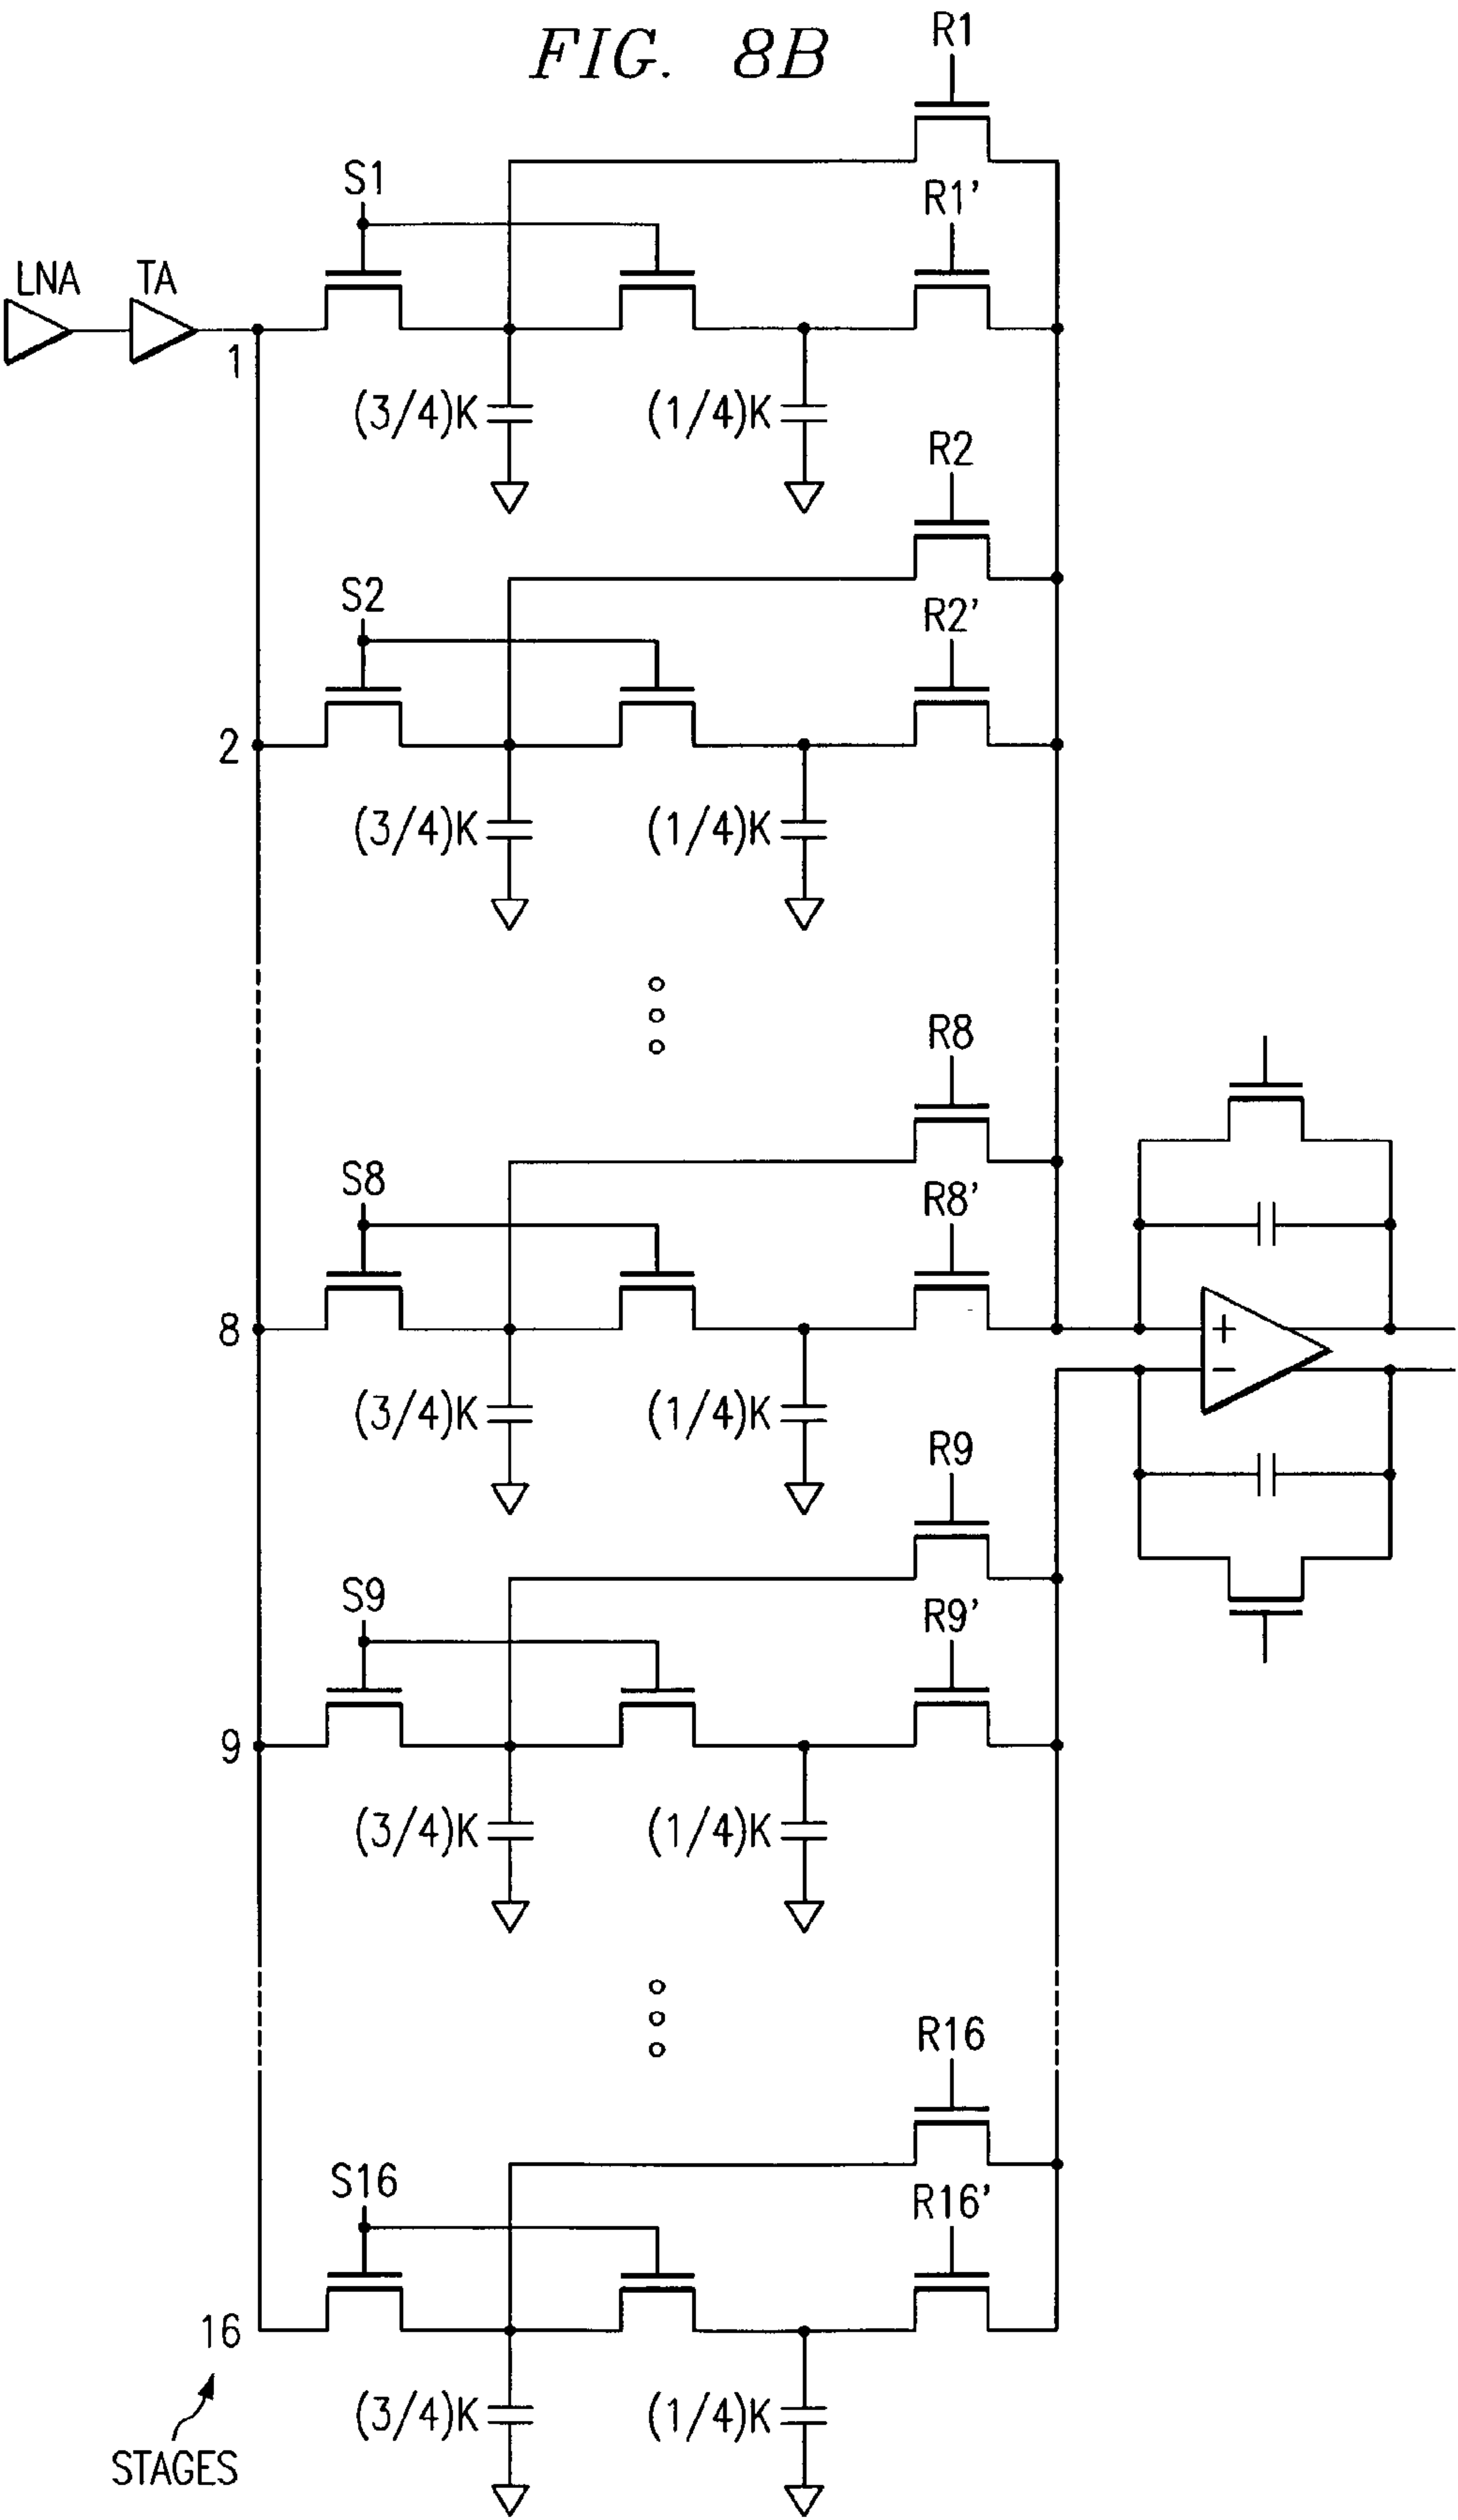 FIG. 8B
R1
S1
R1'
LNA
TA
1
(3/4)K
(1/4)K
R2
S2
R2'
2
(3/4)K
(1/4)K
R8
S8
R8'
8
+
−
(3/4)K
(1/4)K
R9
S9
R9'
9
(3/4)K
(1/4)K
R16
S16
R16'
16
(3/4)K
(1/4)K
STAGES